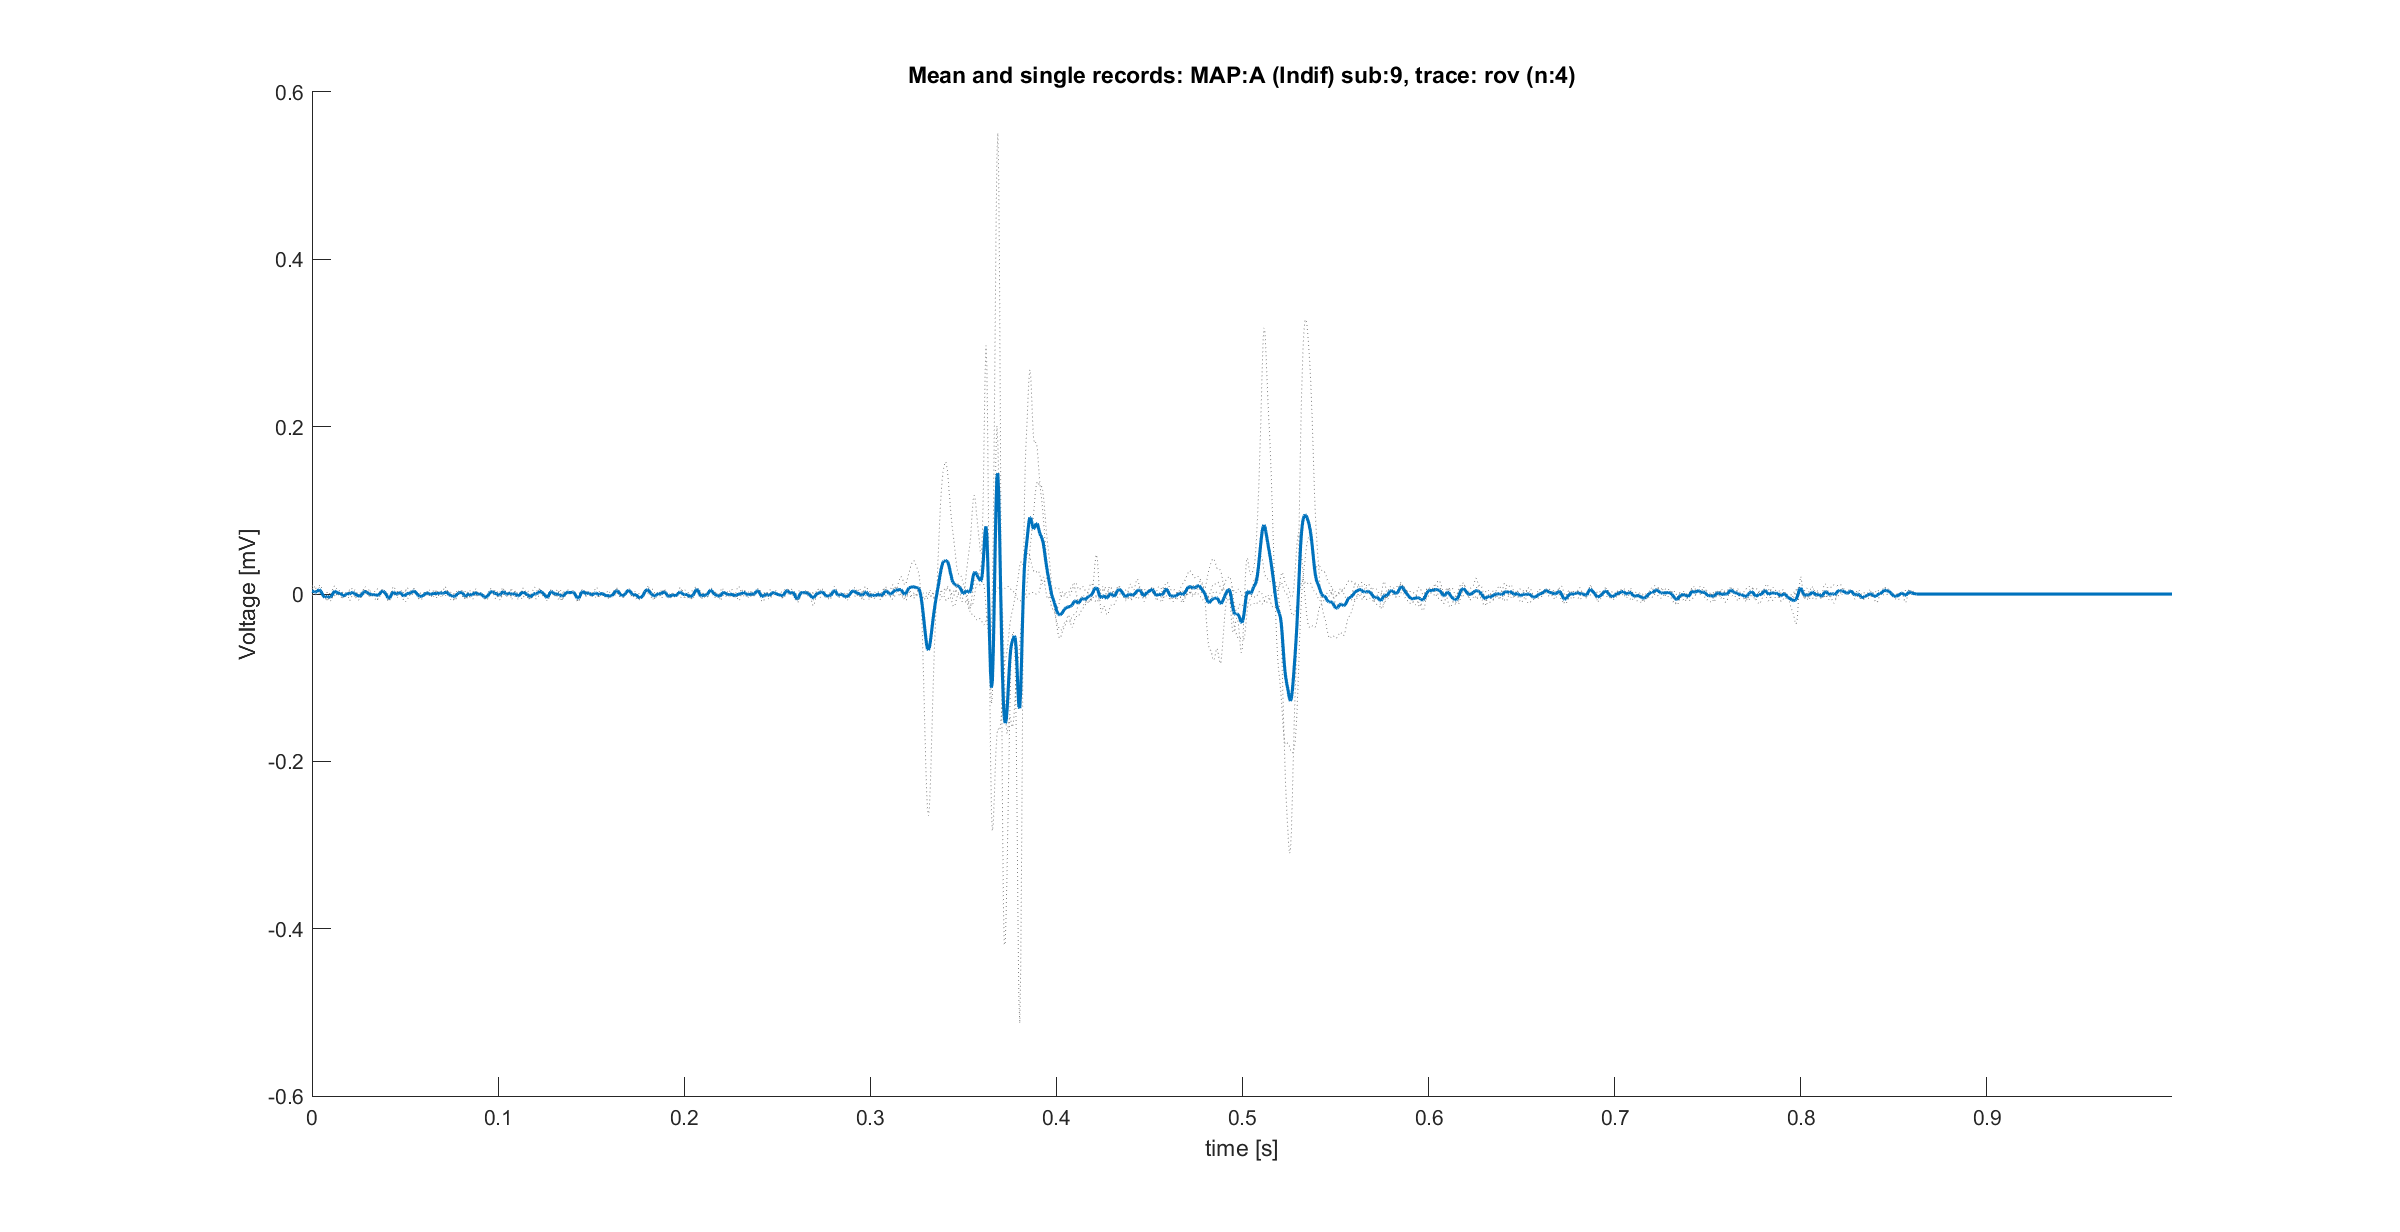 Mean and single records: MAP:A (Indif) sub:9, trace: rov (n:4)
0.6
0.4
0.2
0
-0.2
-0.4
-0.6
Voltage [mV]
0 0.1 0.2 0.3 0.4 0.5 0.6 0.7 0.8 0.9
time [s]